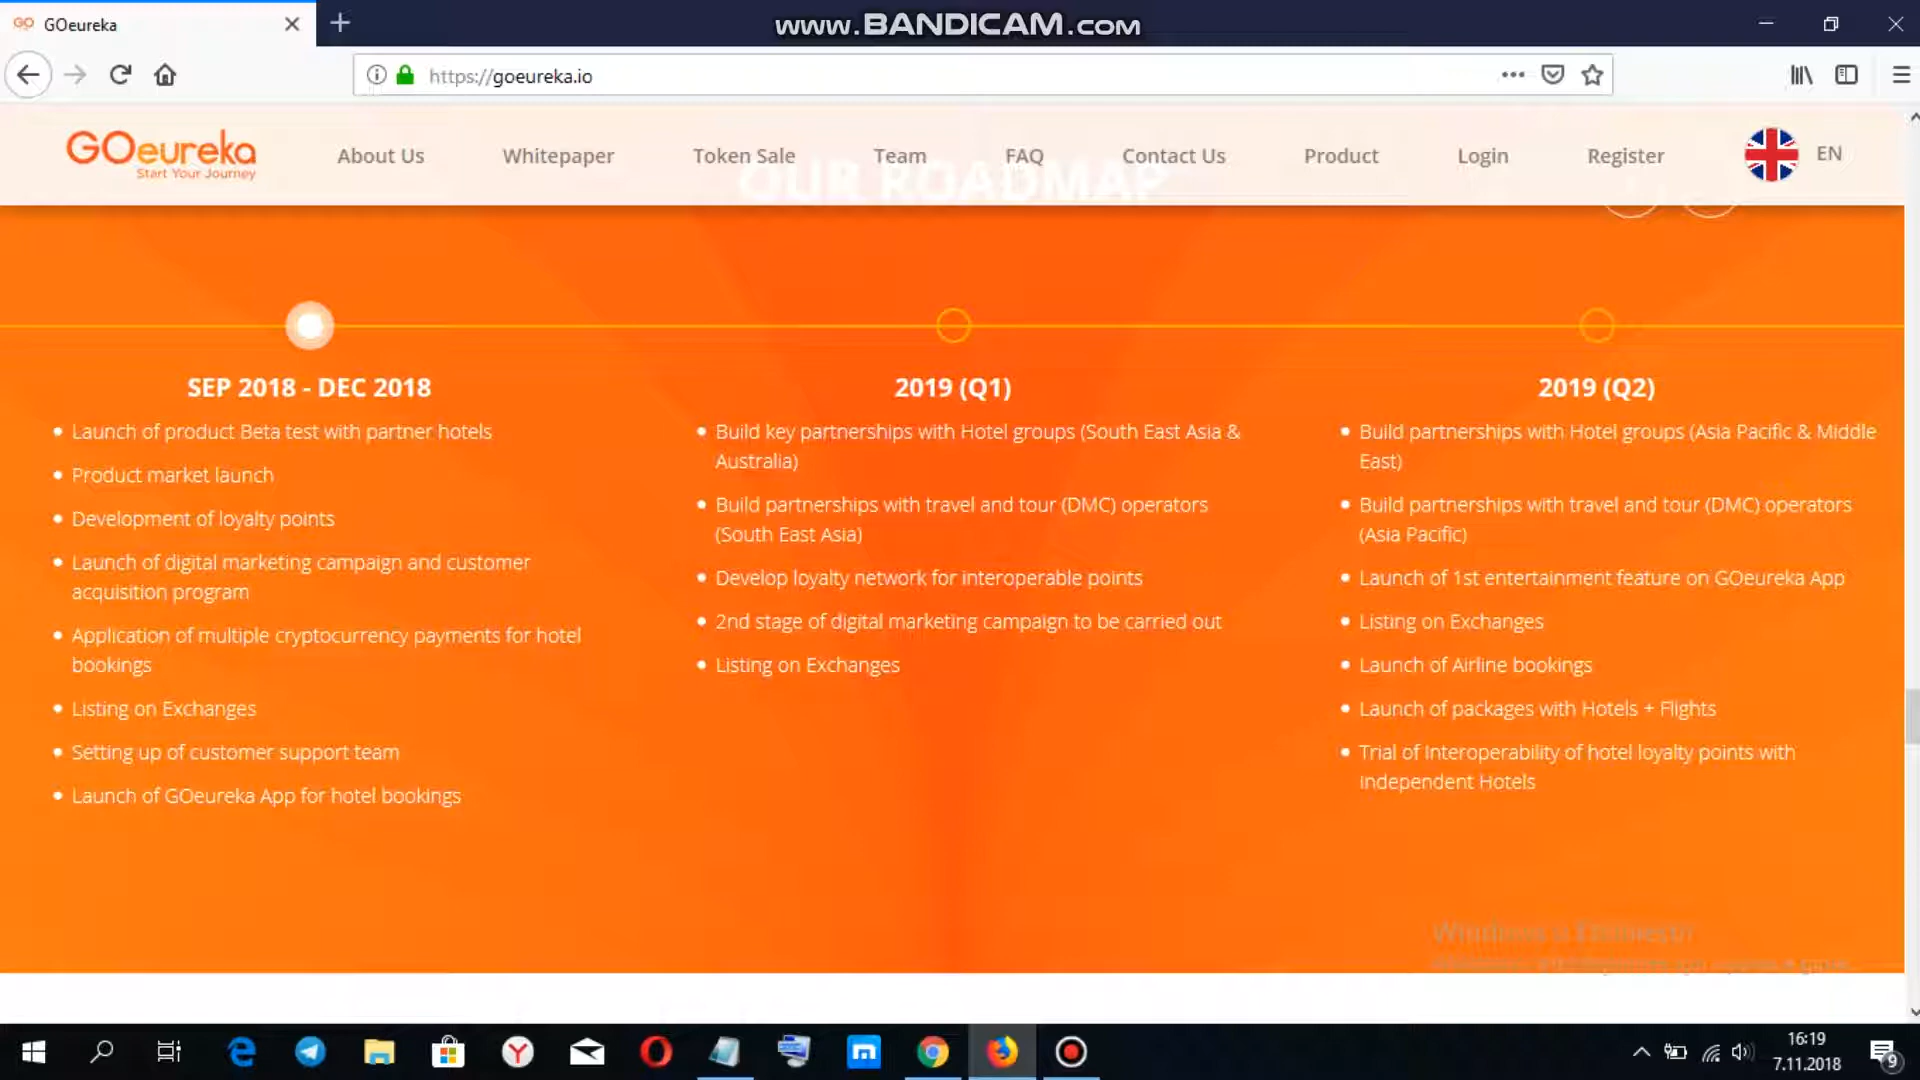 GOeureka
www.BANDICAM.com
https://goeureka.io
GOeureka
Start Your Journey
About Us
Whitepaper
Token Sale
Team
FAQ
Contact Us
Product
Login
Register
EN
OUR ROADMAP
SEP 2018 - DEC 2018
Launch of product Beta test with partner hotels
Product market launch
Development of loyalty points
Launch of digital marketing campaign and customer
acquisition program
Application of multiple cryptocurrency payments for hotel
bookings
Listing on Exchanges
Setting up of customer support team
Launch of GOeureka App for hotel bookings
2019 (Q1)
Build key partnerships with Hotel groups (South East Asia &
Australia)
Build partnerships with travel and tour (DMC) operators
(South East Asia)
Develop loyalty network for interoperable points
2nd stage of digital marketing campaign to be carried out
Listing on Exchanges
2019 (Q2)
Build partnerships with Hotel groups (Asia Pacific & Middle
East)
Build partnerships with travel and tour (DMC) operators
(Asia Pacific)
Launch of 1st entertainment feature on GOeureka App
Listing on Exchanges
Launch of Airline bookings
Launch of packages with Hotels + Flights
Trial of Interoperability of hotel loyalty points with
independent Hotels
16:19
7.11.2018
9